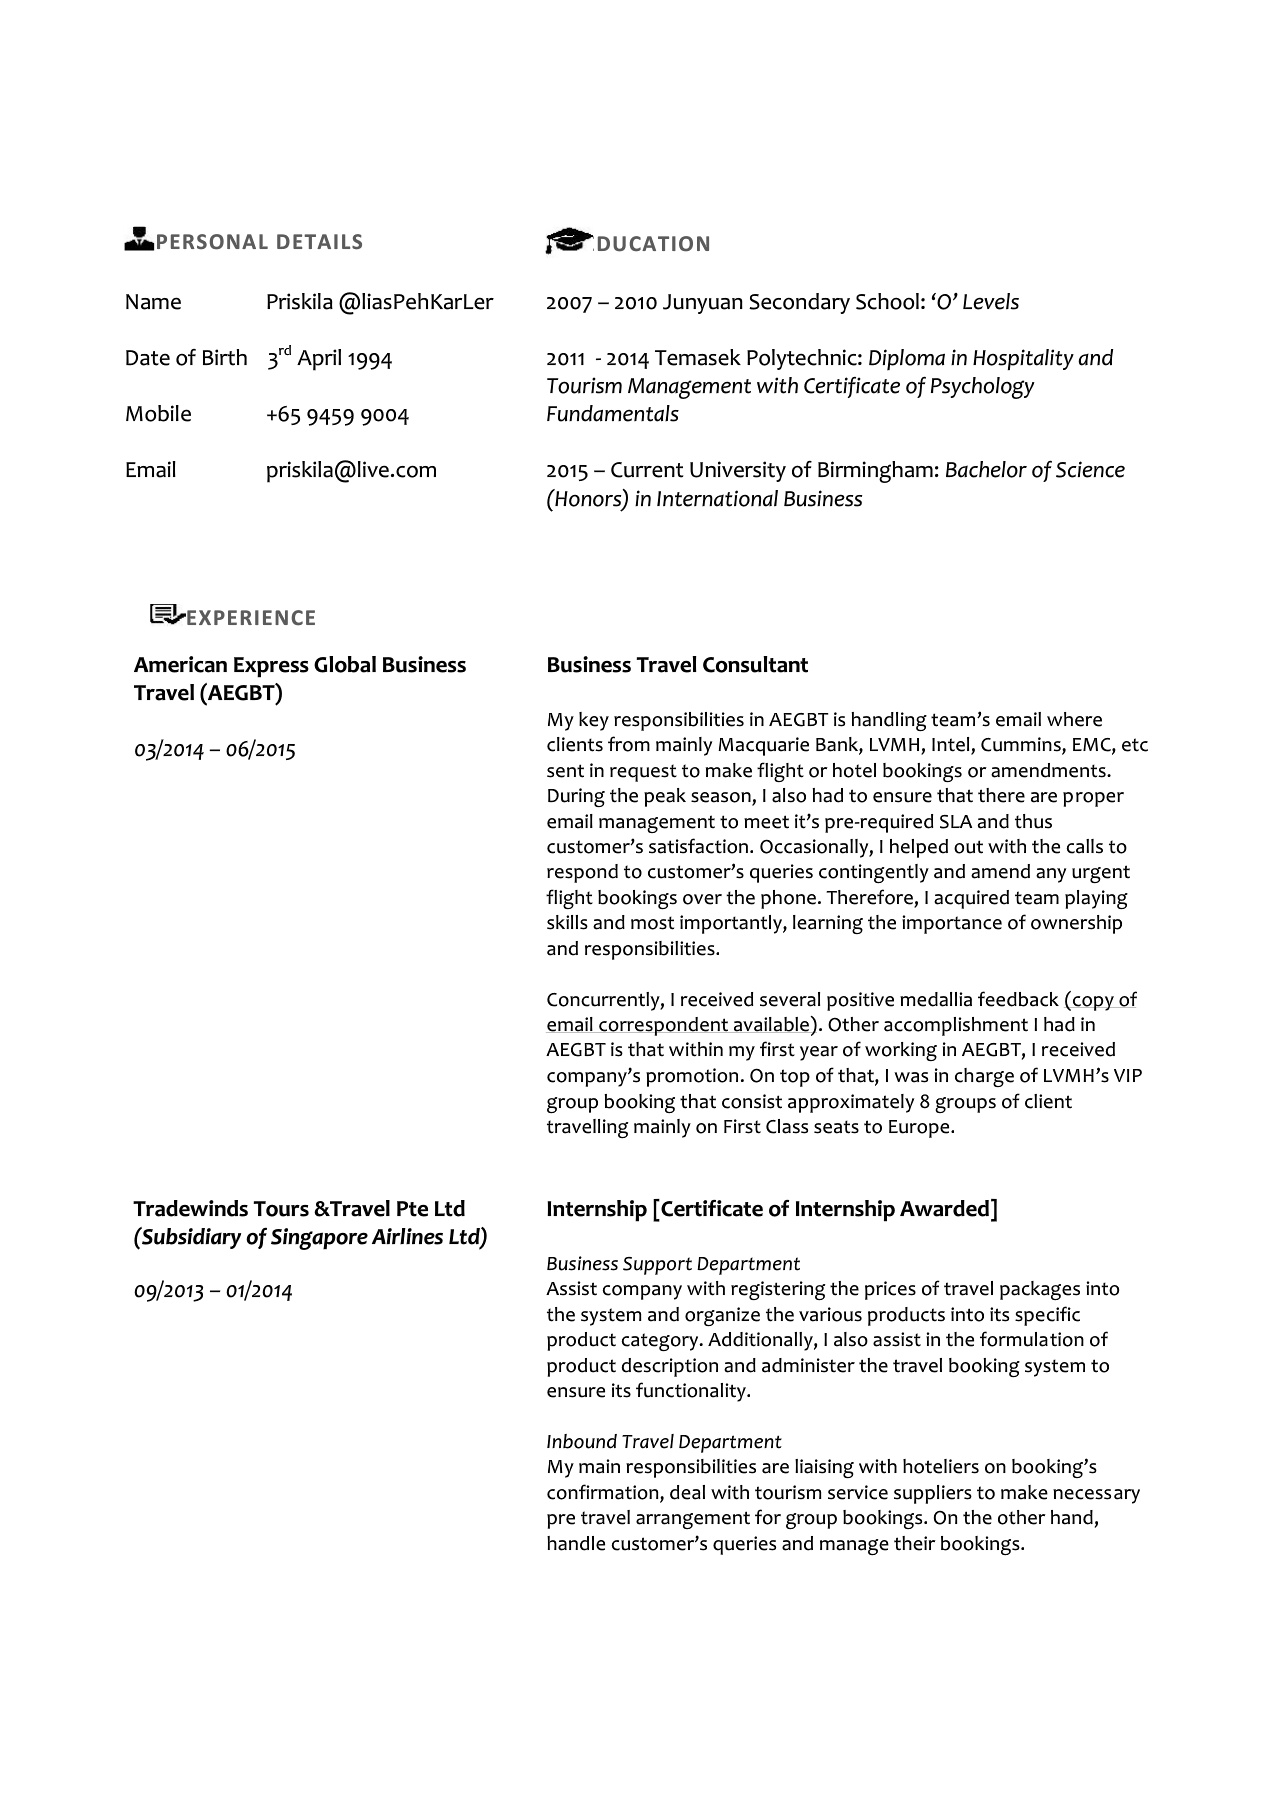 PERSONAL DETAILS
Name Priskila @liasPehKarLer
Date of Birth 3rd April 1994
Mobile +65 9459 9004
Email priskila@live.com
DUCATION
2007 – 2010 Junyuan Secondary School: ‘O’ Levels
2011 - 2014 Temasek Polytechnic: Diploma in Hospitality and
Tourism Management with Certificate of Psychology
Fundamentals
2015 – Current University of Birmingham: Bachelor of Science
(Honors) in International Business
EXPERIENCE
American Express Global Business
Travel (AEGBT)
03/2014 – 06/2015
Business Travel Consultant
My key responsibilities in AEGBT is handling team’s email where
clients from mainly Macquarie Bank, LVMH, Intel, Cummins, EMC, etc
sent in request to make flight or hotel bookings or amendments.
During the peak season, I also had to ensure that there are proper
email management to meet it’s pre-required SLA and thus
customer’s satisfaction. Occasionally, I helped out with the calls to
respond to customer’s queries contingently and amend any urgent
flight bookings over the phone. Therefore, I acquired team playing
skills and most importantly, learning the importance of ownership
and responsibilities.
Concurrently, I received several positive medallia feedback (copy of
email correspondent available). Other accomplishment I had in
AEGBT is that within my first year of working in AEGBT, I received
company’s promotion. On top of that, I was in charge of LVMH’s VIP
group booking that consist approximately 8 groups of client
travelling mainly on First Class seats to Europe.
Tradewinds Tours &Travel Pte Ltd
(Subsidiary of Singapore Airlines Ltd)
09/2013 – 01/2014
Internship [Certificate of Internship Awarded]
Business Support Department
Assist company with registering the prices of travel packages into
the system and organize the various products into its specific
product category. Additionally, I also assist in the formulation of
product description and administer the travel booking system to
ensure its functionality.
Inbound Travel Department
My main responsibilities are liaising with hoteliers on booking’s
confirmation, deal with tourism service suppliers to make necessary
pre travel arrangement for group bookings. On the other hand,
handle customer’s queries and manage their bookings.